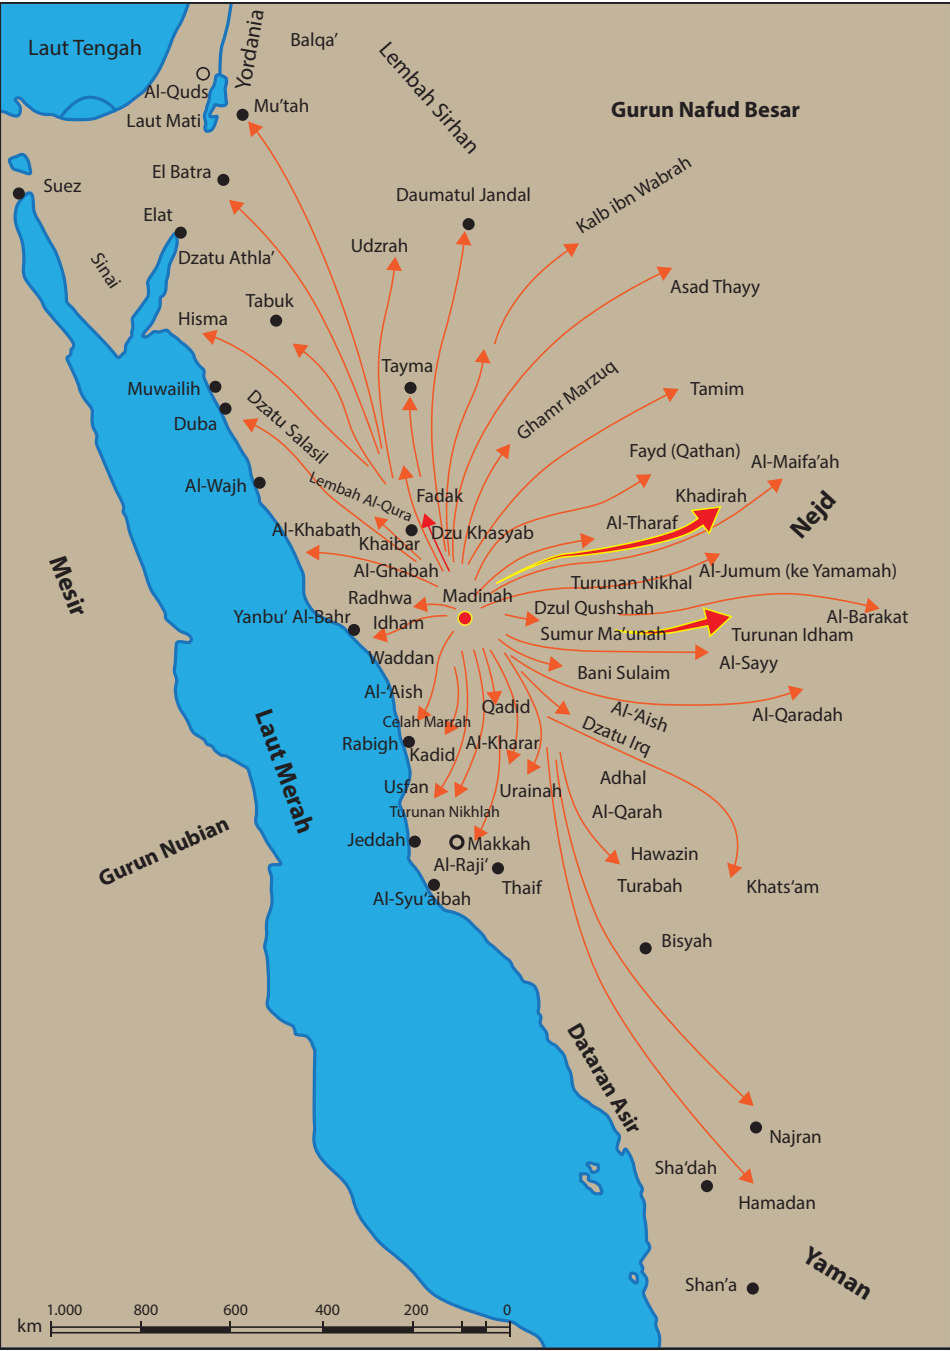 Laut Tengah
Yordania
Balqa’
Lembah Sirhan
Al-Quds
Laut Mati
Mu’tah
Gurun Nafud Besar
El Batra
Suez
Daumatul Jandal
Kalb ibn Wabrah
Elat
Udzrah
Dzatu Athla’
Sinai
Asad Thayy
Tabuk
Hisma
Tayma
Muwailih
Duba
Dzatu Salasil
Ghamr Marzuq
Tamim
Fayd (Qathan)
Al-Maifa’ah
Al-Wajh
Lembah Al-Qura
Fadak
Khadirah
Nejd
Al-Khabath
Khaibar
Dzu Khasyab
Al-Tharaf
Mesir
Al-Ghabah
Turunan Nikhal
Al-Jumum (ke Yamamah)
Radhwa
Madinah
Dzul Qushshah
Yanbu‘ Al-Bahr
Idham
Al-Barakat
Sumur Ma’unah
Turunan Idham
Waddan
Bani Sulaim
Al-Sayy
Al-‘Aish
Qadid
Al-‘Aish
Al-Qaradah
Celah Marrah
Dzatu Irq
Laut Merah
Rabigh
Kadid
Al-Kharar
Usfan
Urainah
Adhal
Turunan Nikhlah
Al-Qarah
Gurun Nubian
Jeddah
Makkah
Hawazin
Al-Raji‘
Thaif
Turabah
Khats‘am
Al-Syu‘aibah
Bisyah
Dataran Asir
Najran
Sha‘dah
Hamadan
Yaman
Shan’a
km
1.000 800 600 400 200 0